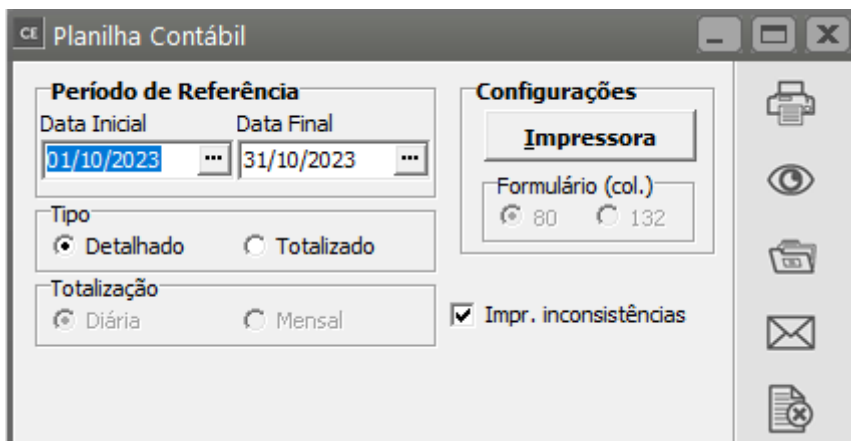 CE Planilha Contábil
Período de Referência
Data Inicial Data Final
01/10/2023 ... 31/10/2023 ...
Tipo
Detalhado Totalizado
Totalização
Diária Mensal
Configurações
Impressora
Formulário (col.)
80 132
Impr. inconsistências